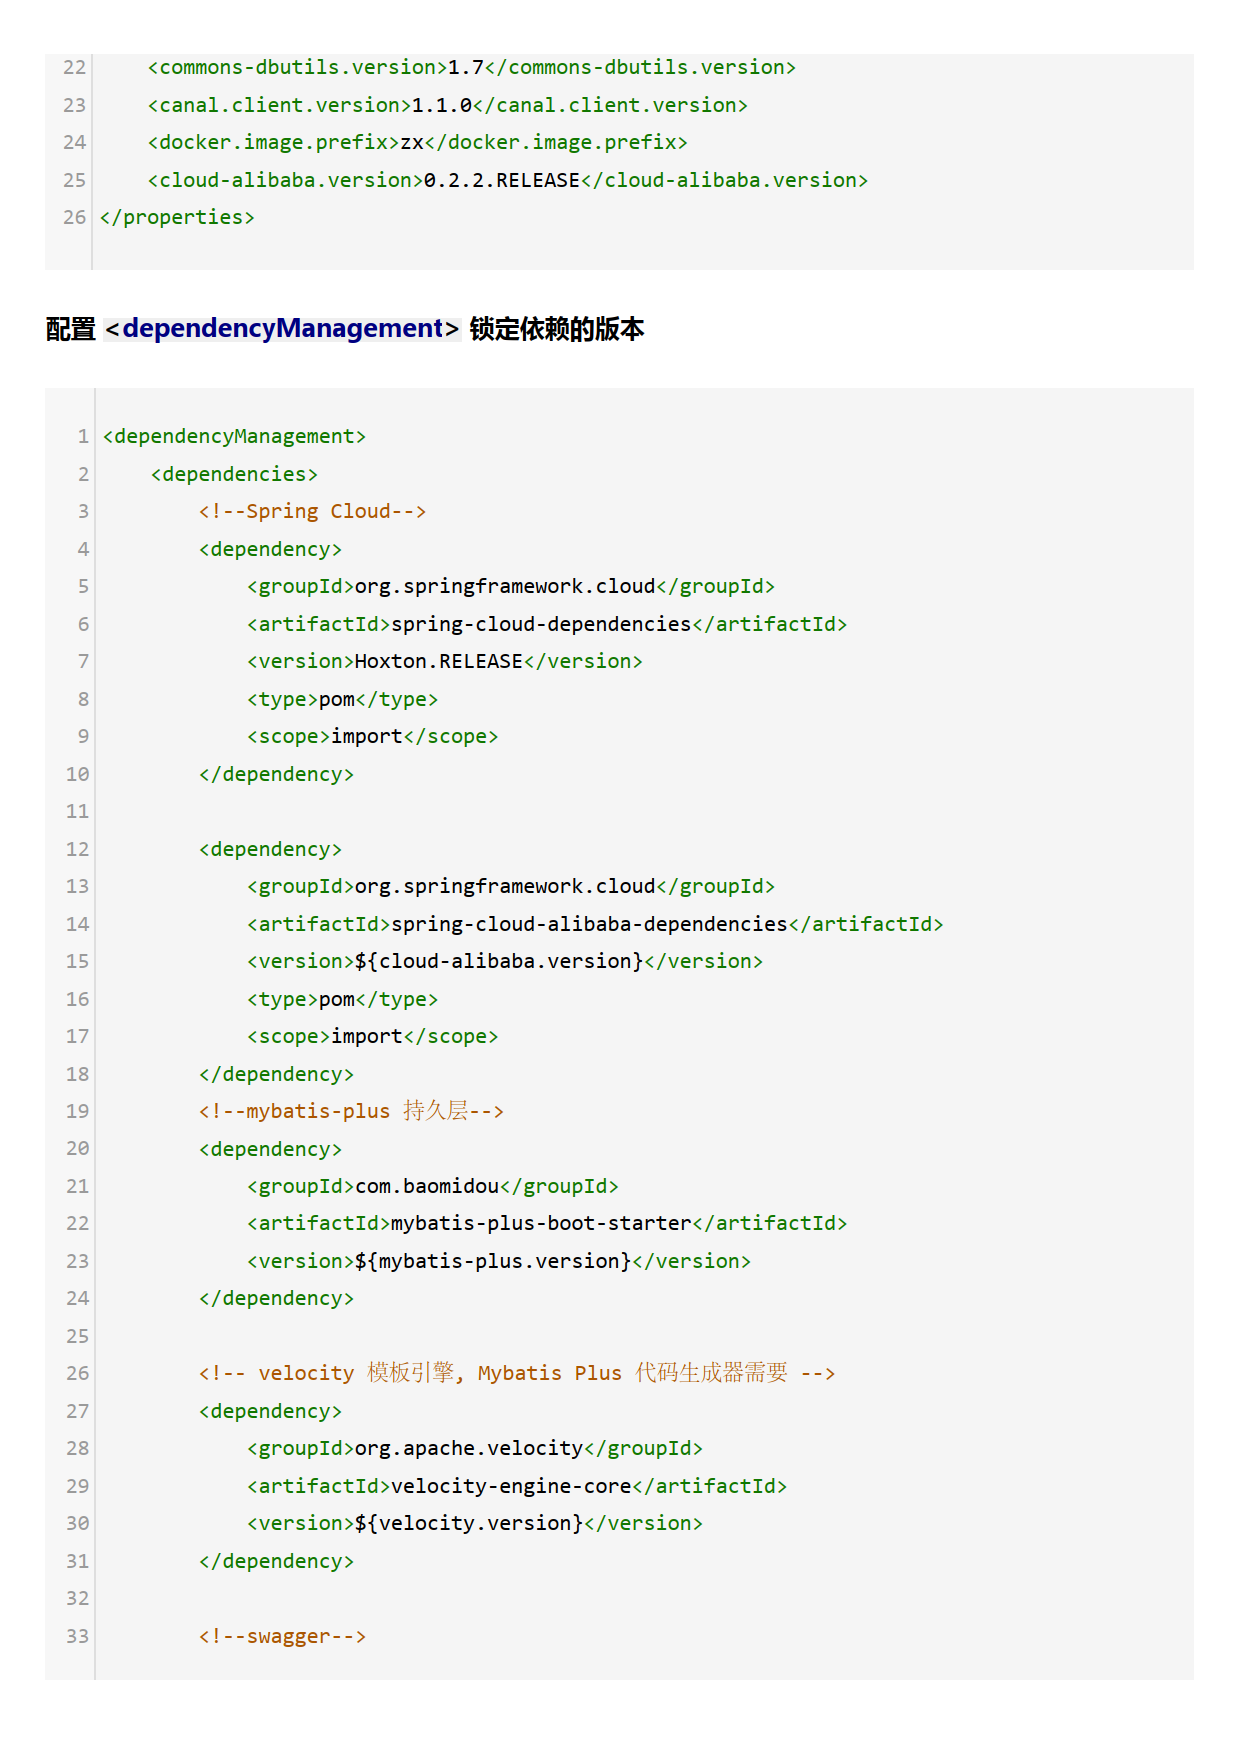 22     <commons-dbutils.version>1.7</commons-dbutils.version>
23     <canal.client.version>1.1.0</canal.client.version>
24     <docker.image.prefix>zx</docker.image.prefix>
25     <cloud-alibaba.version>0.2.2.RELEASE</cloud-alibaba.version>
26 </properties>
配置 <dependencyManagement> 锁定依赖的版本
1 <dependencyManagement>
2     <dependencies>
3         <!--Spring Cloud-->
4         <dependency>
5             <groupId>org.springframework.cloud</groupId>
6             <artifactId>spring-cloud-dependencies</artifactId>
7             <version>Hoxton.RELEASE</version>
8             <type>pom</type>
9             <scope>import</scope>
10         </dependency>
11
12         <dependency>
13             <groupId>org.springframework.cloud</groupId>
14             <artifactId>spring-cloud-alibaba-dependencies</artifactId>
15             <version>${cloud-alibaba.version}</version>
16             <type>pom</type>
17             <scope>import</scope>
18         </dependency>
19         <!--mybatis-plus 持久层-->
20         <dependency>
21             <groupId>com.baomidou</groupId>
22             <artifactId>mybatis-plus-boot-starter</artifactId>
23             <version>${mybatis-plus.version}</version>
24         </dependency>
25
26         <!-- velocity 模板引擎, Mybatis Plus 代码生成器需要 -->
27         <dependency>
28             <groupId>org.apache.velocity</groupId>
29             <artifactId>velocity-engine-core</artifactId>
30             <version>${velocity.version}</version>
31         </dependency>
32
33         <!--swagger-->